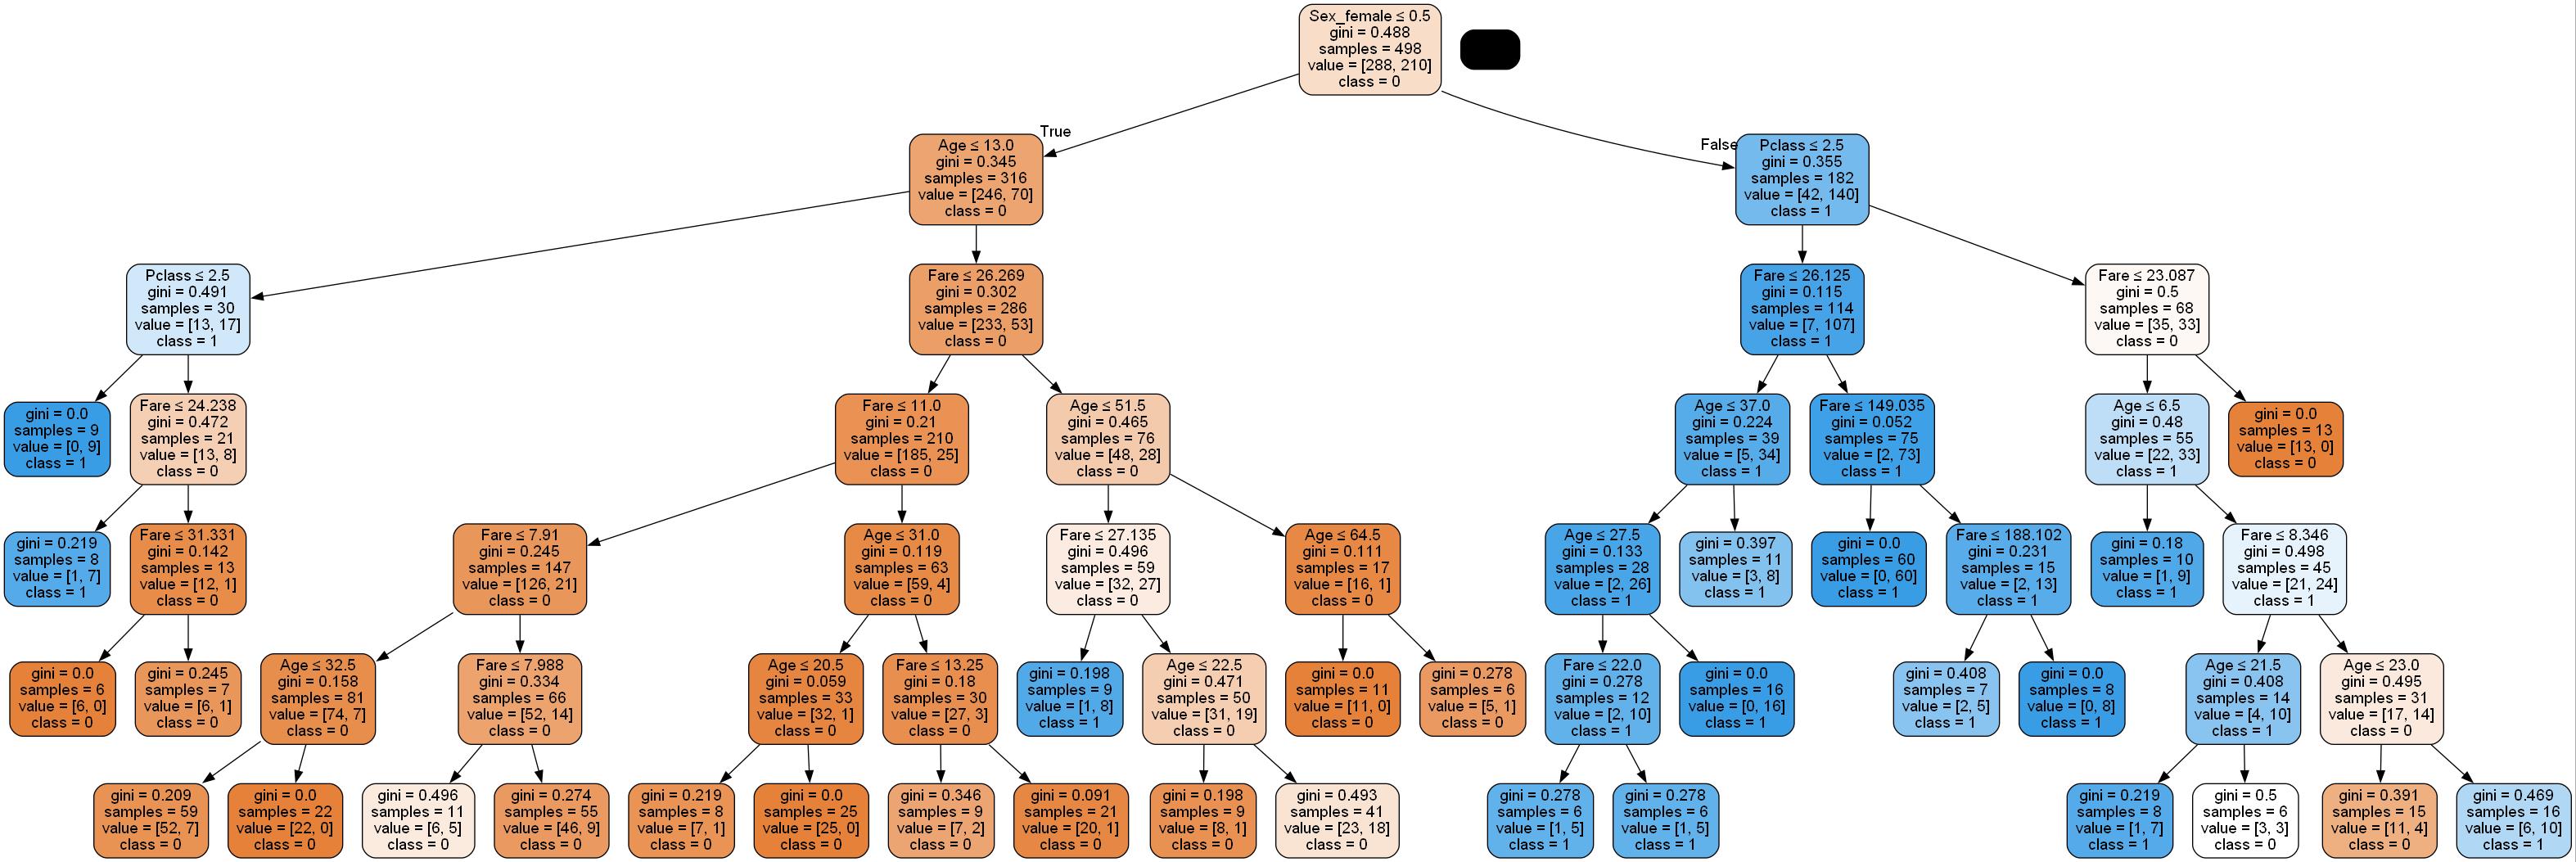 Sex_female ≤ 0.5
gini = 0.488
samples = 498
value = [288, 210]
class = 0
True
False
Age ≤ 13.0
gini = 0.345
samples = 316
value = [246, 70]
class = 0
Pclass ≤ 2.5
gini = 0.355
samples = 182
value = [42, 140]
class = 1
Pclass ≤ 2.5
gini = 0.491
samples = 30
value = [13, 17]
class = 1
Fare ≤ 26.269
gini = 0.302
samples = 286
value = [233, 53]
class = 0
Fare ≤ 26.125
gini = 0.115
samples = 114
value = [7, 107]
class = 1
Fare ≤ 23.087
gini = 0.5
samples = 68
value = [35, 33]
class = 0
gini = 0.0
samples = 9
value = [0, 9]
class = 1
Fare ≤ 24.238
gini = 0.472
samples = 21
value = [13, 8]
class = 0
Fare ≤ 11.0
gini = 0.21
samples = 210
value = [185, 25]
class = 0
Age ≤ 51.5
gini = 0.465
samples = 76
value = [48, 28]
class = 0
Age ≤ 37.0
gini = 0.224
samples = 39
value = [5, 34]
class = 1
Fare ≤ 149.035
gini = 0.052
samples = 75
value = [2, 73]
class = 1
Age ≤ 6.5
gini = 0.48
samples = 55
value = [22, 33]
class = 1
gini = 0.0
samples = 13
value = [13, 0]
class = 0
gini = 0.219
samples = 8
value = [1, 7]
class = 1
Fare ≤ 31.331
gini = 0.142
samples = 13
value = [12, 1]
class = 0
Fare ≤ 7.91
gini = 0.245
samples = 147
value = [126, 21]
class = 0
Age ≤ 31.0
gini = 0.119
samples = 63
value = [59, 4]
class = 0
Fare ≤ 27.135
gini = 0.496
samples = 59
value = [32, 27]
class = 0
Age ≤ 64.5
gini = 0.111
samples = 17
value = [16, 1]
class = 0
Age ≤ 27.5
gini = 0.133
samples = 28
value = [2, 26]
class = 1
gini = 0.397
samples = 11
value = [3, 8]
class = 1
gini = 0.0
samples = 60
value = [0, 60]
class = 1
Fare ≤ 188.102
gini = 0.231
samples = 15
value = [2, 13]
class = 1
gini = 0.18
samples = 10
value = [1, 9]
class = 1
Fare ≤ 8.346
gini = 0.498
samples = 45
value = [21, 24]
class = 1
gini = 0.0
samples = 6
value = [6, 0]
class = 0
gini = 0.245
samples = 7
value = [6, 1]
class = 0
Age ≤ 32.5
gini = 0.158
samples = 81
value = [74, 7]
class = 0
Fare ≤ 7.988
gini = 0.334
samples = 66
value = [52, 14]
class = 0
Age ≤ 20.5
gini = 0.059
samples = 33
value = [32, 1]
class = 0
Fare ≤ 13.25
gini = 0.18
samples = 30
value = [27, 3]
class = 0
gini = 0.198
samples = 9
value = [1, 8]
class = 1
Age ≤ 22.5
gini = 0.471
samples = 50
value = [31, 19]
class = 0
gini = 0.0
samples = 11
value = [11, 0]
class = 0
gini = 0.278
samples = 6
value = [5, 1]
class = 0
Fare ≤ 22.0
gini = 0.278
samples = 12
value = [2, 10]
class = 1
gini = 0.0
samples = 16
value = [0, 16]
class = 1
gini = 0.408
samples = 7
value = [2, 5]
class = 1
gini = 0.0
samples = 8
value = [0, 8]
class = 1
Age ≤ 21.5
gini = 0.408
samples = 14
value = [4, 10]
class = 1
Age ≤ 23.0
gini = 0.495
samples = 31
value = [17, 14]
class = 0
gini = 0.209
samples = 59
value = [52, 7]
class = 0
gini = 0.0
samples = 22
value = [22, 0]
class = 0
gini = 0.496
samples = 11
value = [6, 5]
class = 0
gini = 0.274
samples = 55
value = [46, 9]
class = 0
gini = 0.219
samples = 8
value = [7, 1]
class = 0
gini = 0.0
samples = 25
value = [25, 0]
class = 0
gini = 0.346
samples = 9
value = [7, 2]
class = 0
gini = 0.091
samples = 21
value = [20, 1]
class = 0
gini = 0.198
samples = 9
value = [8, 1]
class = 0
gini = 0.493
samples = 41
value = [23, 18]
class = 0
gini = 0.278
samples = 6
value = [1, 5]
class = 1
gini = 0.278
samples = 6
value = [1, 5]
class = 1
gini = 0.219
samples = 8
value = [1, 7]
class = 1
gini = 0.5
samples = 6
value = [3, 3]
class = 0
gini = 0.391
samples = 15
value = [11, 4]
class = 0
gini = 0.469
samples = 16
value = [6, 10]
class = 1